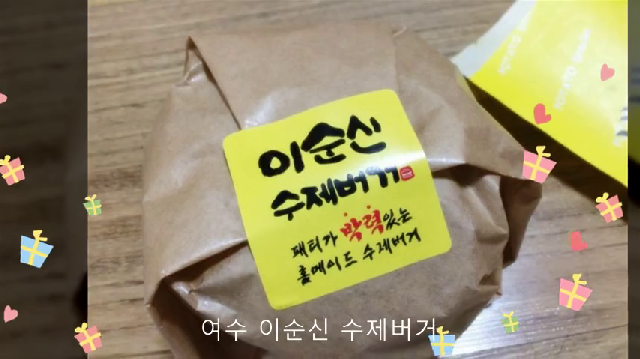 이순신
수제버거
패티가 박력있는
홈메이드 수제버거
여수 이순신 수제버거